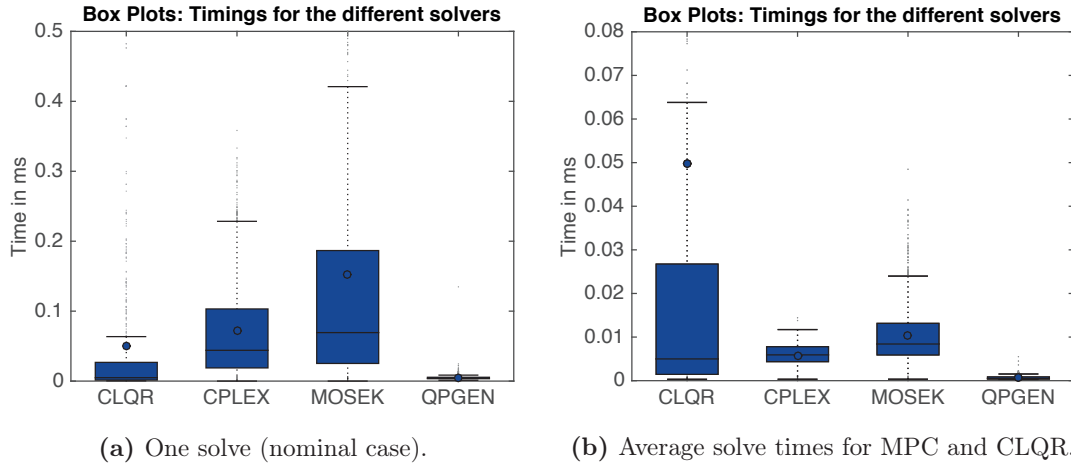 Box Plots: Timings for the different solvers
Time in ms
0.5
0.4
0.3
0.2
0.1
0
CLQR CPLEX MOSEK QPGEN
(a) One solve (nominal case).
Box Plots: Timings for the different solvers
Time in ms
0.08
0.07
0.06
0.05
0.04
0.03
0.02
0.01
0
CLQR CPLEX MOSEK QPGEN
(b) Average solve times for MPC and CLQR.